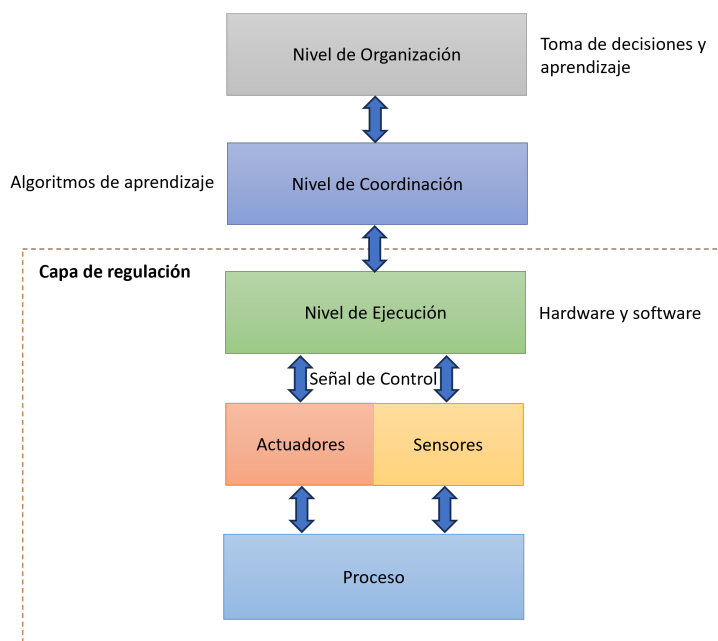 Nivel de Organización
Toma de decisiones y
aprendizaje
Algoritmos de aprendizaje
Nivel de Coordinación
Capa de regulación
Nivel de Ejecución
Hardware y software
Señal de Control
Actuadores
Sensores
Proceso